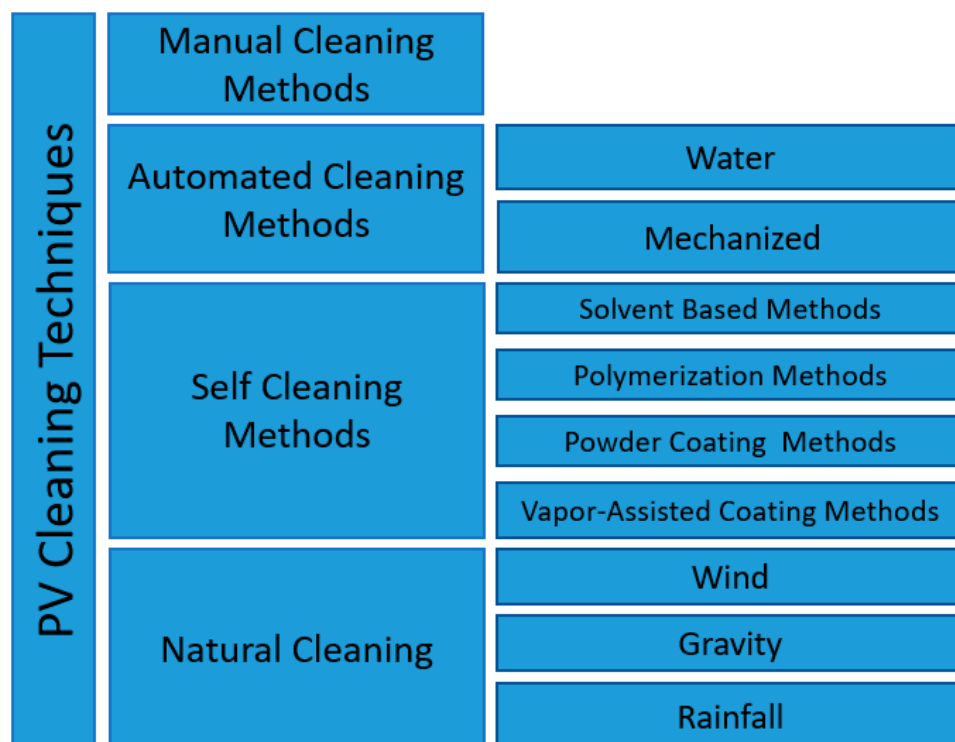 PV Cleaning Techniques
Manual Cleaning
Methods
Automated Cleaning
Methods
Water
Mechanized
Self Cleaning
Methods
Solvent Based Methods
Polymerization Methods
Powder Coating  Methods
Vapor-Assisted Coating Methods
Natural Cleaning
Wind
Gravity
Rainfall